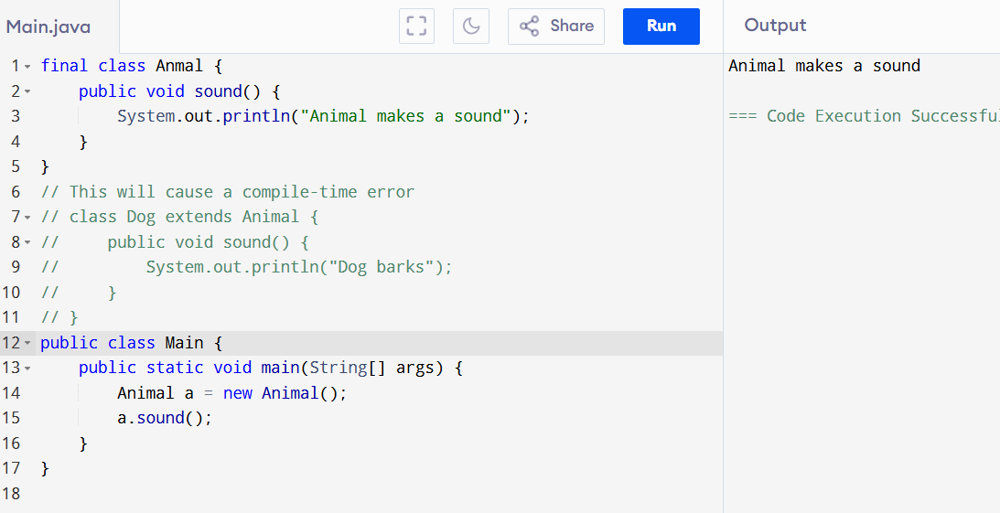 Main.java
Share
Run
Output
1 final class Anmal {
2     public void sound() {
3         System.out.println("Animal makes a sound");
4     }
5 }
6 // This will cause a compile-time error
7 // class Dog extends Animal {
8 //     public void sound() {
9 //         System.out.println("Dog barks");
10 //     }
11 // }
12 public class Main {
13     public static void main(String[] args) {
14         Animal a = new Animal();
15         a.sound();
16     }
17 }
18
Animal makes a sound
=== Code Execution Successful